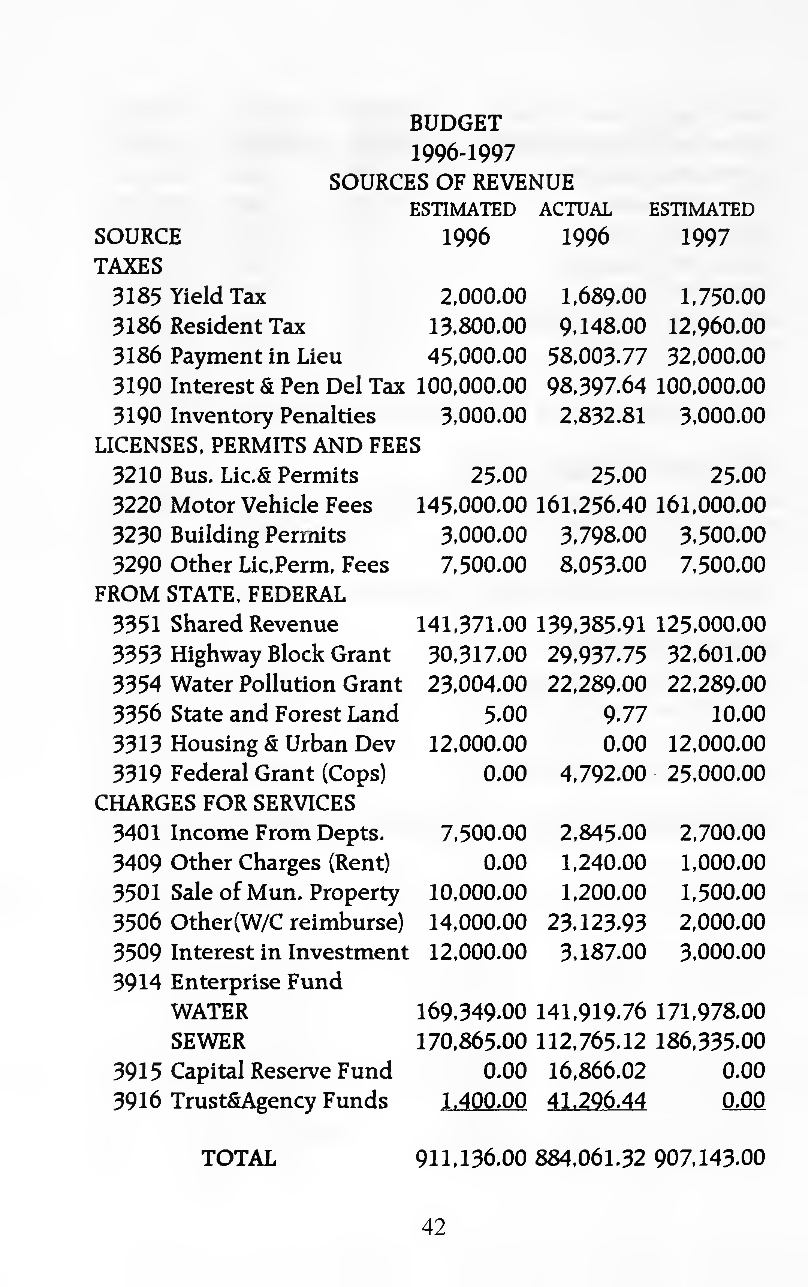 BUDGET
1996-1997
SOURCES OF REVENUE
ESTIMATED ACTUAL ESTIMATED
SOURCE 1996 1996 1997
TAXES
3185 Yield Tax 2,000.00 1,689.00 1,750.00
3186 Resident Tax 13,800.00 9,148.00 12,960.00
3186 Payment in Lieu 45,000.00 58,003.77 32,000.00
3190 Interest & Pen Del Tax 100,000.00 98,397.64 100,000.00
3190 Inventory Penalties 3,000.00 2,832.81 3,000.00
LICENSES, PERMITS AND FEES
3210 Bus. Lic.& Permits 25.00 25.00 25.00
3220 Motor Vehicle Fees 145,000.00 161,256.40 161,000.00
3230 Building Permits 3,000.00 3,798.00 3,500.00
3290 Other Lic,Perm, Fees 7,500.00 8,053.00 7,500.00
FROM STATE, FEDERAL
3351 Shared Revenue 141,371.00 139,385.91 125,000.00
3353 Highway Block Grant 30,317.00 29,937.75 32,601.00
3354 Water Pollution Grant 23,004.00 22,289.00 22,289.00
3356 State and Forest Land 5.00 9.77 10.00
3313 Housing & Urban Dev 12,000.00 0.00 12,000.00
3319 Federal Grant (Cops) 0.00 4,792.00 25,000.00
CHARGES FOR SERVICES
3401 Income From Depts. 7,500.00 2,845.00 2,700.00
3409 Other Charges (Rent) 0.00 1,240.00 1,000.00
3501 Sale of Mun. Property 10,000.00 1,200.00 1,500.00
3506 Other(W/C reimburse) 14,000.00 23,123.93 2,000.00
3509 Interest in Investment 12,000.00 3,187.00 3,000.00
3914 Enterprise Fund
WATER 169,349.00 141,919.76 171,978.00
SEWER 170,865.00 112,765.12 186,335.00
3915 Capital Reserve Fund 0.00 16,866.02 0.00
3916 Trust&Agency Funds 1,400.00 41,296.44 0.00
TOTAL 911,136.00 884,061.32 907,143.00
42